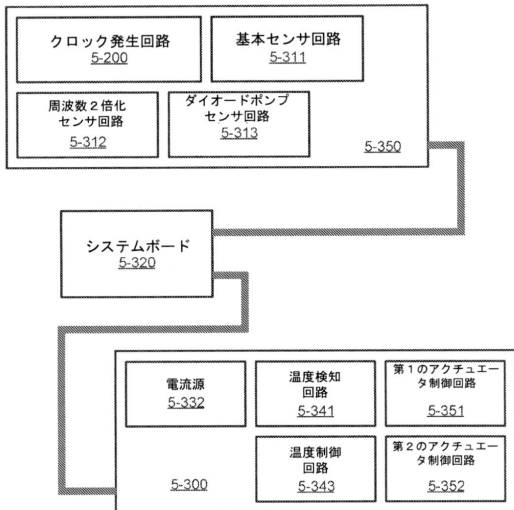 クロック発生回路
5-200
基本センサ回路
5-311
周波数２倍化
センサ回路
5-312
ダイオードポンプ
センサ回路
5-313
5-350
システムボード
5-320
電流源
5-332
温度検知
回路
5-341
第１のアクチュエー
タ制御回路
5-351
5-300
温度制御
回路
5-343
第２のアクチュエー
タ制御回路
5-352